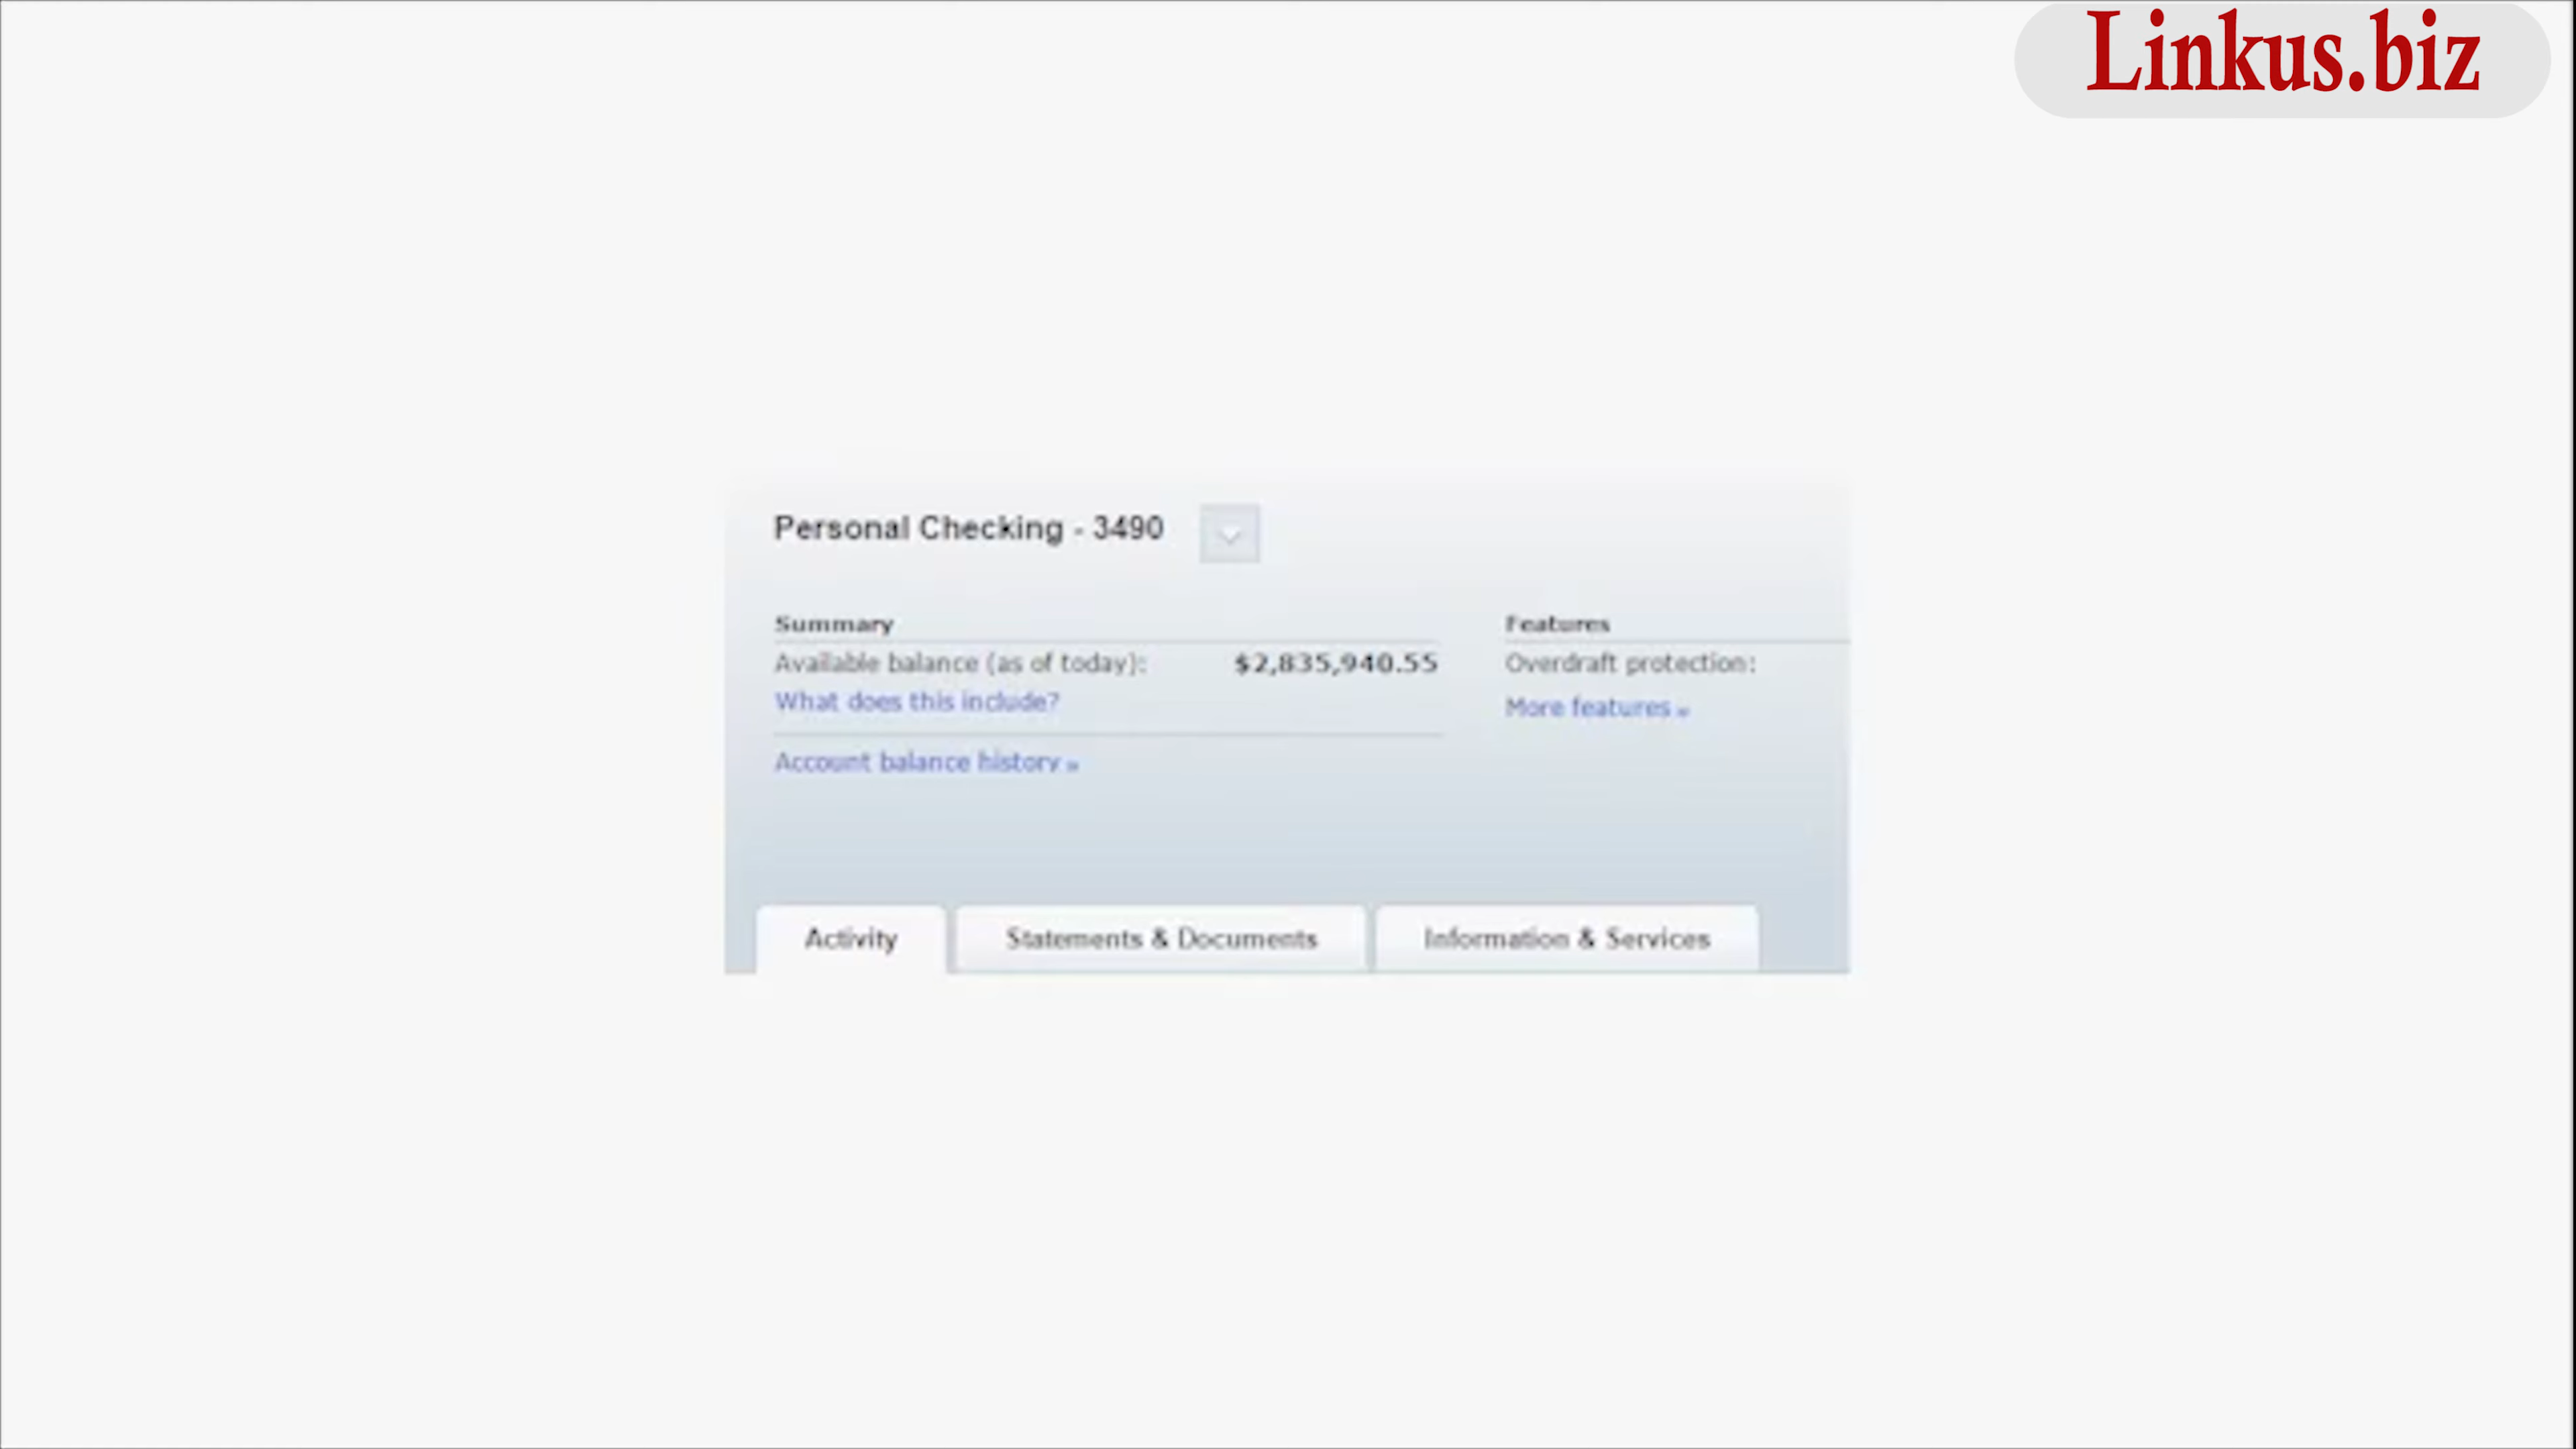 Linkus.biz
Personal Checking - 3490
Summary
Available balance (as of today): $2,835,940.55
What does this include?
Account balance history »
Features
Overdraft protection:
More features »
Activity
Statements & Documents
Information & Services